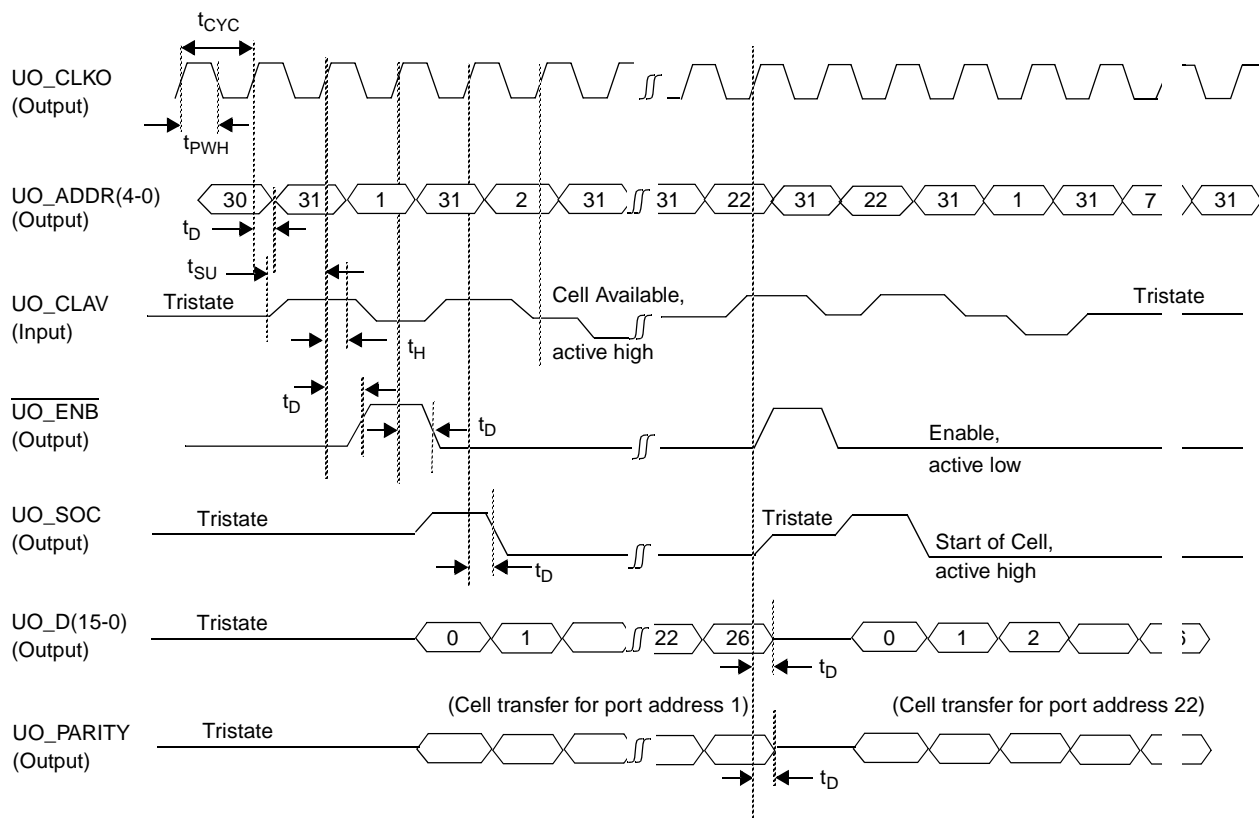 tCYC
UO_CLKO
(Output)
tPWH
UO_ADDR(4-0)
(Output)
30 31 1 31 2 31 31 22 31 22 31 1 31 7 31
tD
tSU
UO_CLAV
(Input)
Tristate
Cell Available,
active high
Tristate
tH
tD
UO_ENB
(Output)
tD
Enable,
active low
UO_SOC
(Output)
Tristate
Tristate
Start of Cell,
active high
tD
UO_D(15-0)
(Output)
Tristate
0 1 22 26 0 1 2
tD
(Cell transfer for port address 1) (Cell transfer for port address 22)
UO_PARITY
(Output)
Tristate
tD